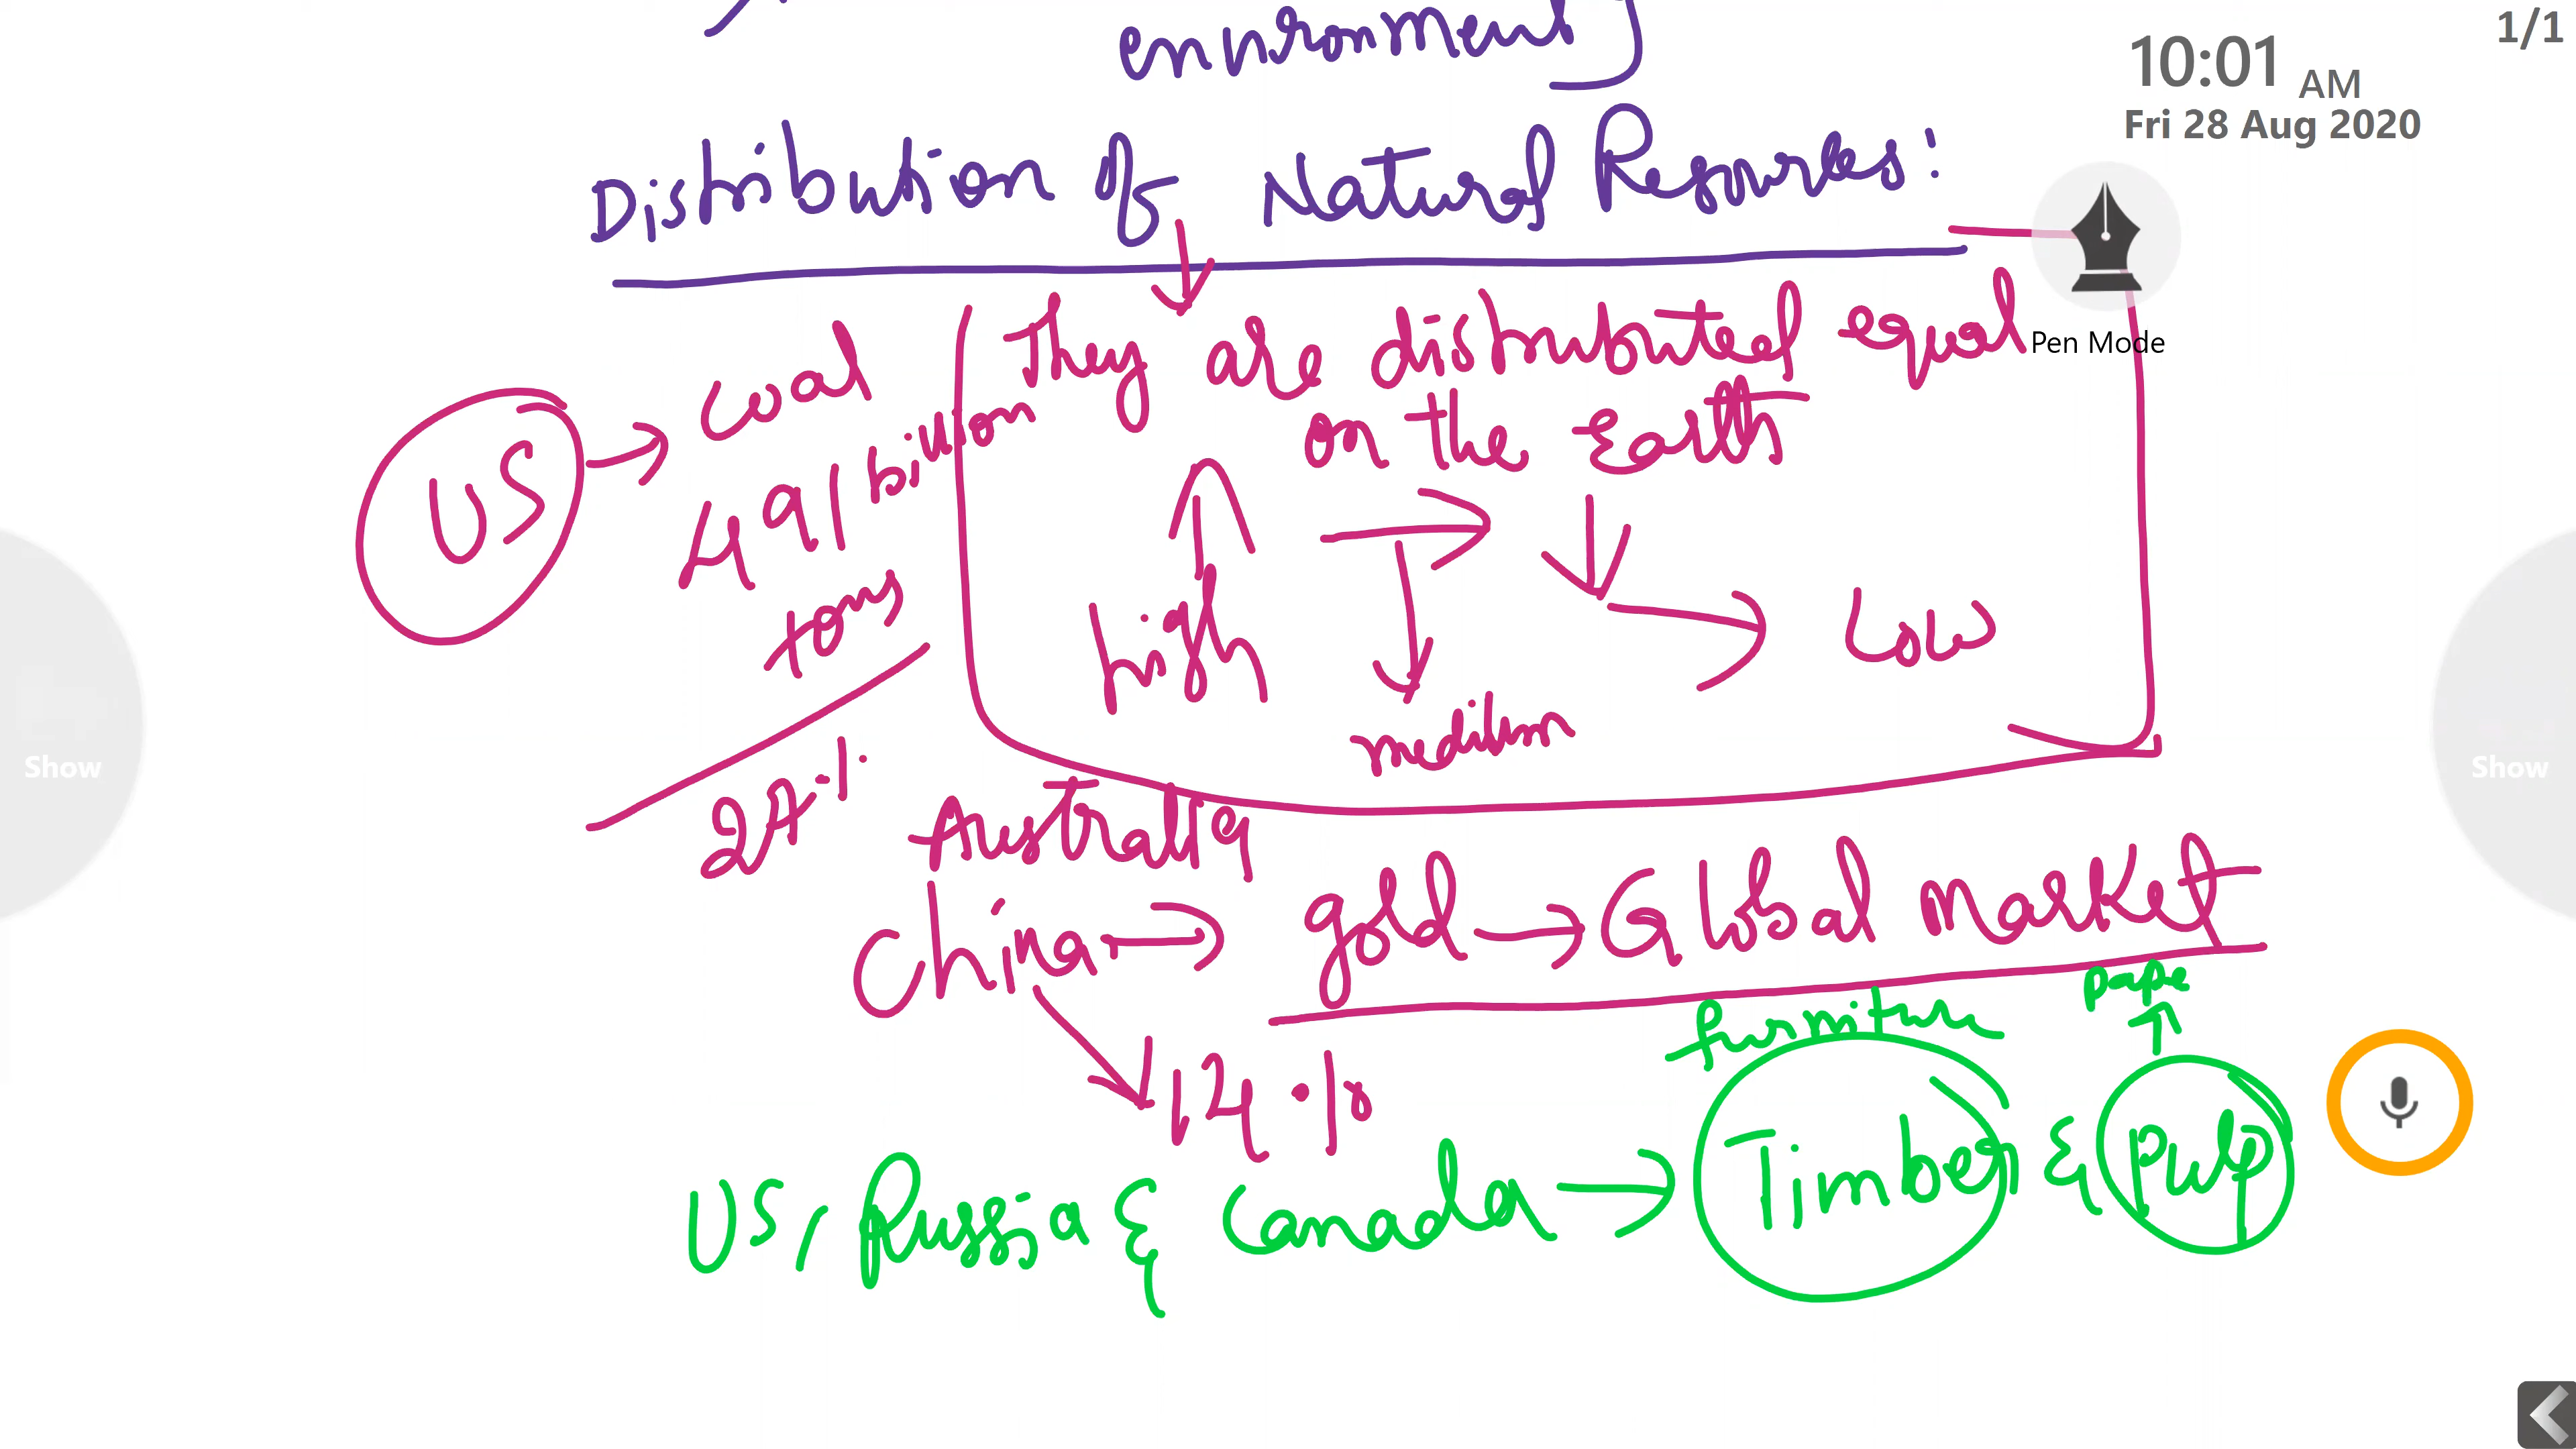 environment]
1/1
10:01 AM
Fri 28 Aug 2020
Distribution of Natural Resources:
Pen Mode
They are distributed equal
on the Earth
US → coal
491 billion
tons
high
medium
Low
Show
Show
27%
Australia
China → gold → Global Market
14%
furniture
pape
US, Russia & Canada → Timber & pulp